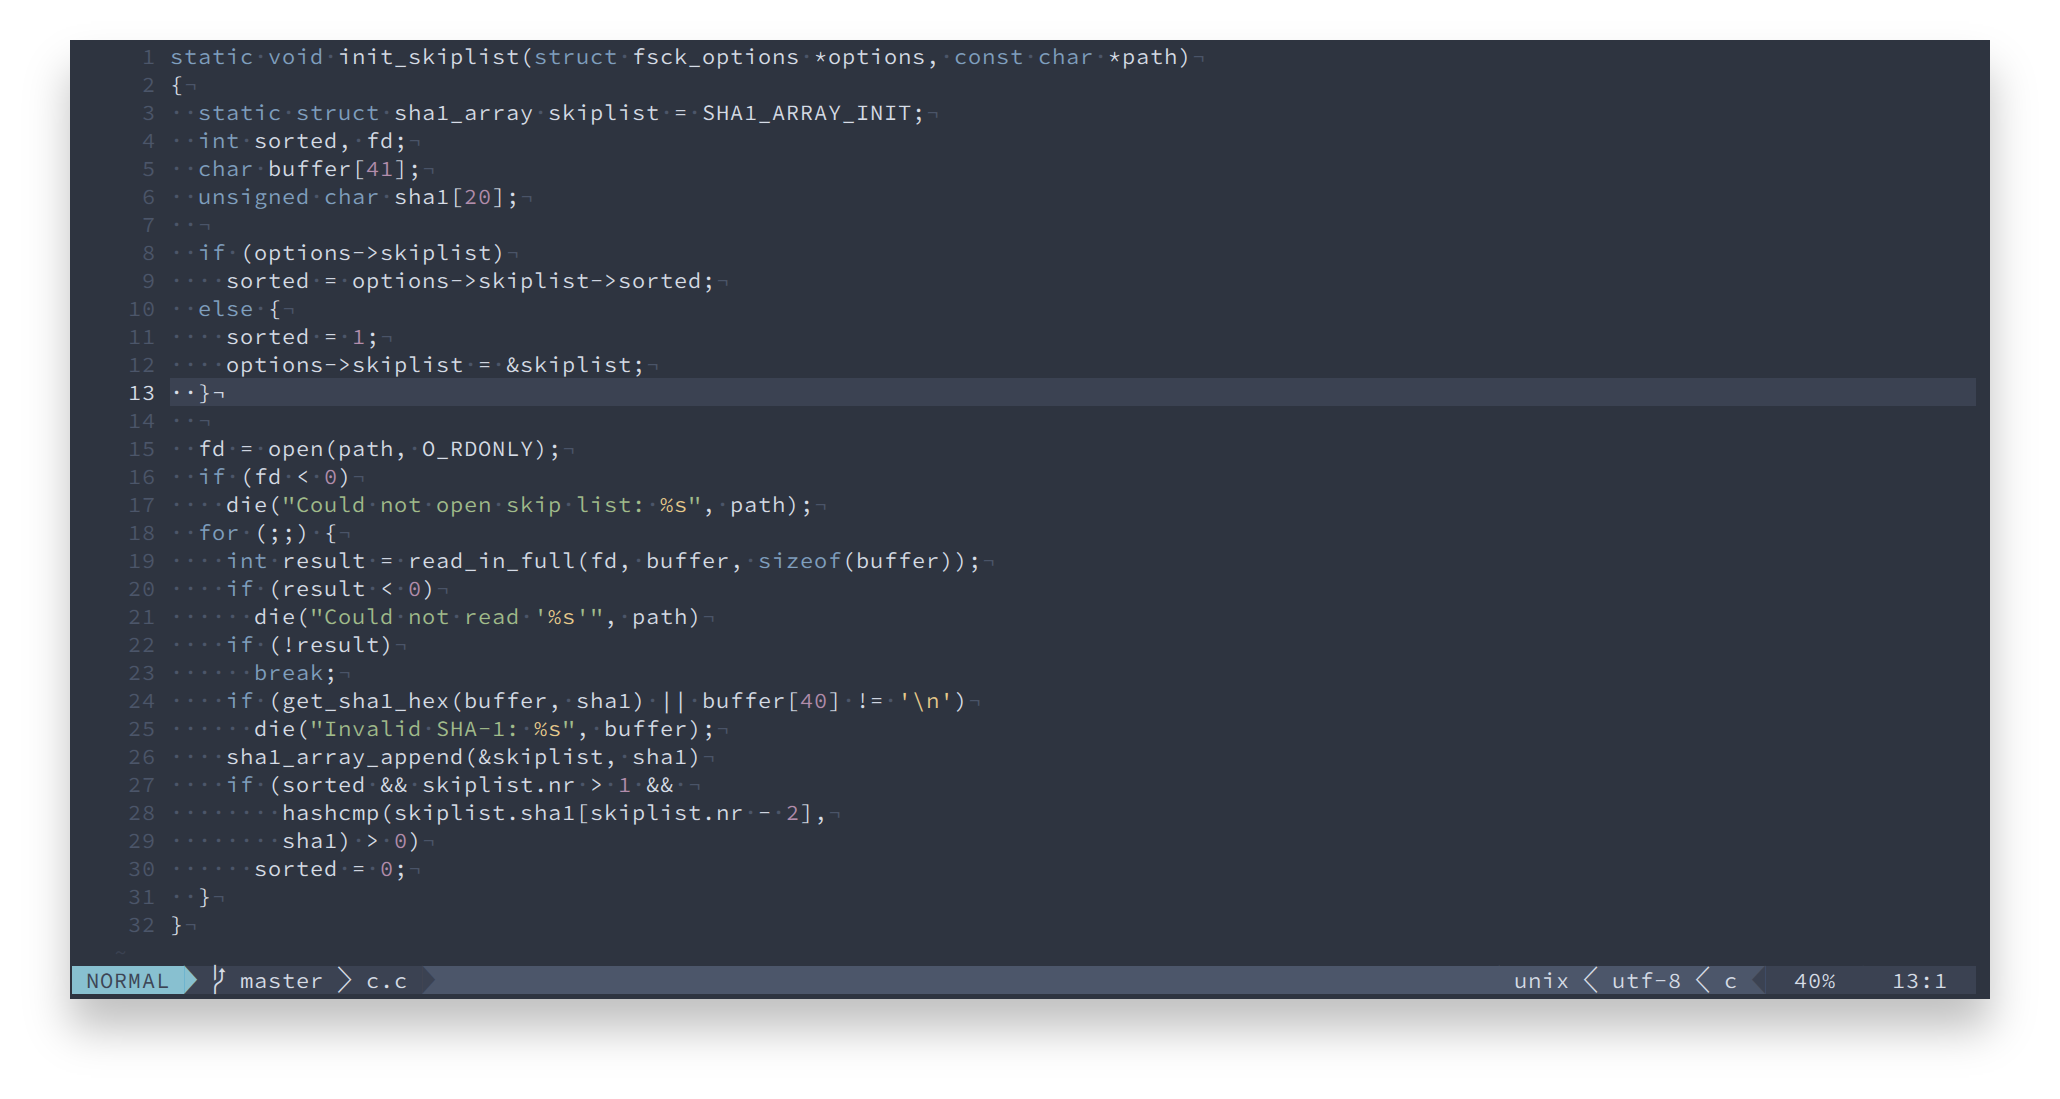 1 static·void·init_skiplist(struct·fsck_options·*options,·const·char·*path)¬
2 {¬
3 ··static·struct·sha1_array·skiplist·=·SHA1_ARRAY_INIT;¬
4 ··int·sorted,·fd;¬
5 ··char·buffer[41];¬
6 ··unsigned·char·sha1[20];¬
7 ··¬
8 ··if·(options->skiplist)¬
9 ····sorted·=·options->skiplist->sorted;¬
10 ··else·{¬
11 ····sorted·=·1;¬
12 ····options->skiplist·=·&skiplist;¬
13 ··}¬
14 ··¬
15 ··fd·=·open(path,·O_RDONLY);¬
16 ··if·(fd·<·0)¬
17 ····die("Could·not·open·skip·list:·%s",·path);¬
18 ··for·(;;)·{¬
19 ····int·result·=·read_in_full(fd,·buffer,·sizeof(buffer));¬
20 ····if·(result·<·0)¬
21 ······die("Could·not·read·'%s'",·path)¬
22 ····if·(!result)¬
23 ······break;¬
24 ····if·(get_sha1_hex(buffer,·sha1)·||·buffer[40]·!=·'\n')¬
25 ······die("Invalid·SHA-1:·%s",·buffer);¬
26 ····sha1_array_append(&skiplist,·sha1)¬
27 ····if·(sorted·&&·skiplist.nr·>·1·&&·¬
28 ········hashcmp(skiplist.sha1[skiplist.nr·-·2],¬
29 ········sha1)·>·0)¬
30 ······sorted·=·0;¬
31 ··}¬
32 }¬
~
NORMAL master c.c unix utf-8 c 40% 13:1